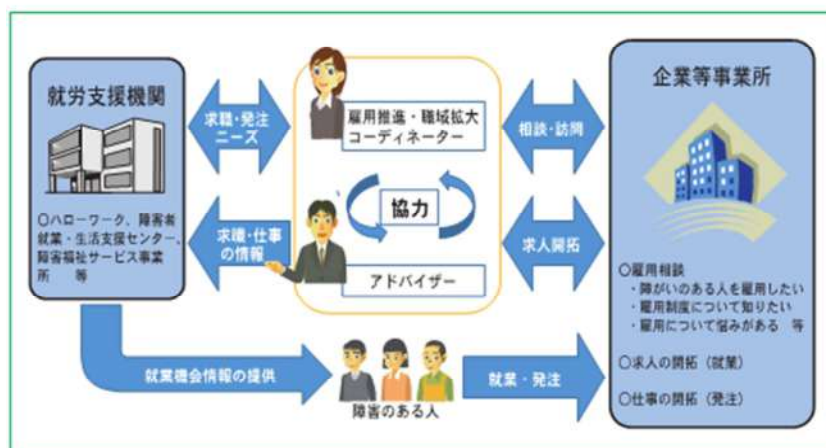 就労支援機関
○ハローワーク、障害者
就業・生活支援センター、
障害福祉サービス事業
所 等
求職・発注
ニーズ
求職・仕事
の情報
雇用推進・職域拡大
コーディネーター
協力
アドバイザー
相談・訪問
求人開拓
企業等事業所
○雇用相談
・障がいのある人を雇用したい
・雇用制度について知りたい
・雇用について悩みがある 等
○求人の開拓（就業）
○仕事の開拓（発注）
就業機会情報の提供
障害のある人
就業・発注